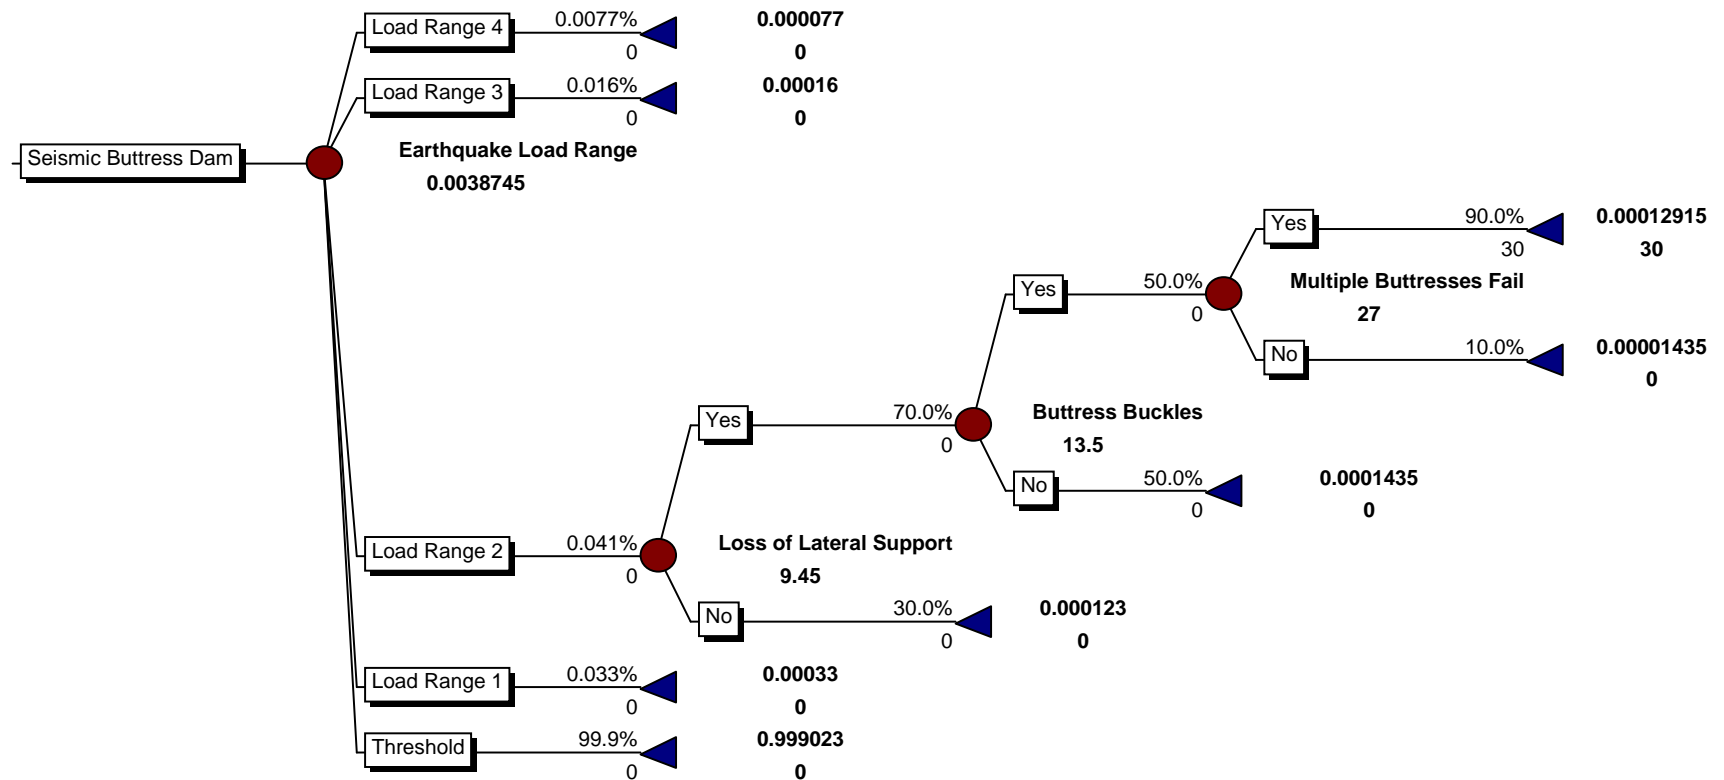 Load Range 4 0.0077% 0.000077
0 0
Load Range 3 0.016% 0.00016
0 0
Seismic Buttress Dam
Earthquake Load Range
0.0038745
Yes 90.0% 0.00012915
30 30
Yes 50.0%
0
Multiple Buttresses Fail
27
No 10.0% 0.00001435
0 0
Yes 70.0%
0
Buttress Buckles
13.5
No 50.0% 0.0001435
0 0
Load Range 2 0.041%
0
Loss of Lateral Support
9.45
No 30.0% 0.000123
0 0
Load Range 1 0.033% 0.00033
0 0
Threshold 99.9% 0.999023
0 0